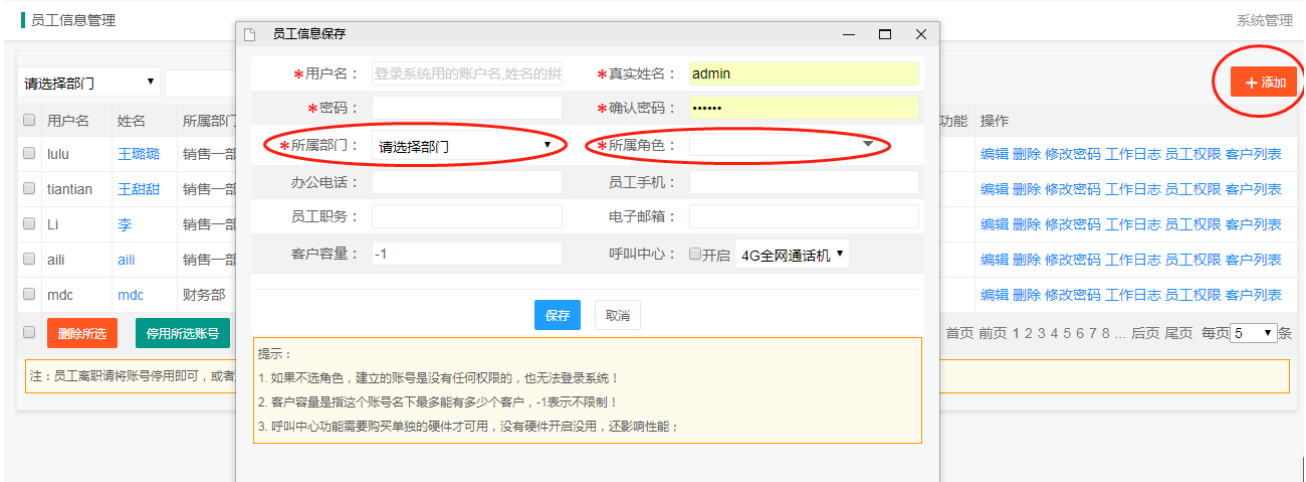 员工信息管理
系统管理
员工信息保存
请选择部门
+ 添加
*用户名： 登录系统用的账户名,姓名的拼
*真实姓名： admin
*密码：
*确认密码： ••••••
*所属部门： 请选择部门
*所属角色：
办公电话：
员工手机：
员工职务：
电子邮箱：
客户容量： -1
呼叫中心： 开启 4G全网通话机
保存 取消
提示：
1. 如果不选角色，建立的账号是没有任何权限的，也无法登录系统！
2. 客户容量是指这个账号名下最多能有多少个客户，-1表示不限制！
3. 呼叫中心功能需要购买单独的硬件才可用，没有硬件开启没用，还影响性能；
用户名 姓名 所属部门 功能 操作
lulu 王璐璐 销售一部 编辑 删除 修改密码 工作日志 员工权限 客户列表
tiantian 王甜甜 销售一部 编辑 删除 修改密码 工作日志 员工权限 客户列表
Li 李 销售一部 编辑 删除 修改密码 工作日志 员工权限 客户列表
aili aili 销售一部 编辑 删除 修改密码 工作日志 员工权限 客户列表
mdc mdc 财务部 编辑 删除 修改密码 工作日志 员工权限 客户列表
删除所选 停用所选账号 首页 前页 1 2 3 4 5 6 7 8 ... 后页 尾页 每页 5 条
注：员工离职请将账号停用即可，或者